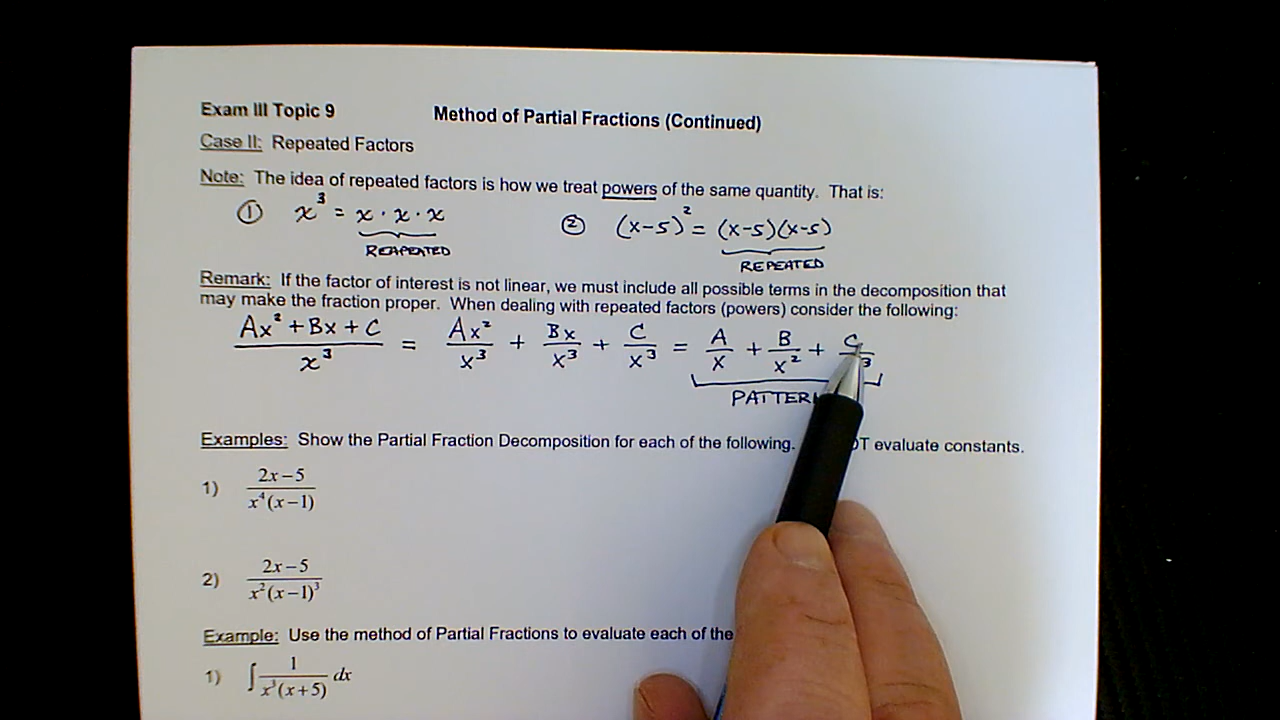 Exam III Topic 9 Method of Partial Fractions (Continued)
Case II: Repeated Factors
Note: The idea of repeated factors is how we treat powers of the same quantity. That is:
① x³ = x · x · x ② (x-5)² = (x-5)(x-5)
REAPEATED REPEATED
Remark: If the factor of interest is not linear, we must include all possible terms in the decomposition that
may make the fraction proper. When dealing with repeated factors (powers) consider the following:
(Ax² + Bx + C)/x³ = Ax²/x³ + Bx/x³ + C/x³ = A/x + B/x² + C/ ³
PATTER
Examples: Show the Partial Fraction Decomposition for each of the following. evaluate constants.
1) (2x-5)/(x⁴(x-1))
2) (2x-5)/(x²(x-1)³)
Example: Use the method of Partial Fractions to evaluate each of the
1) ∫ 1/(x³(x+5)) dx